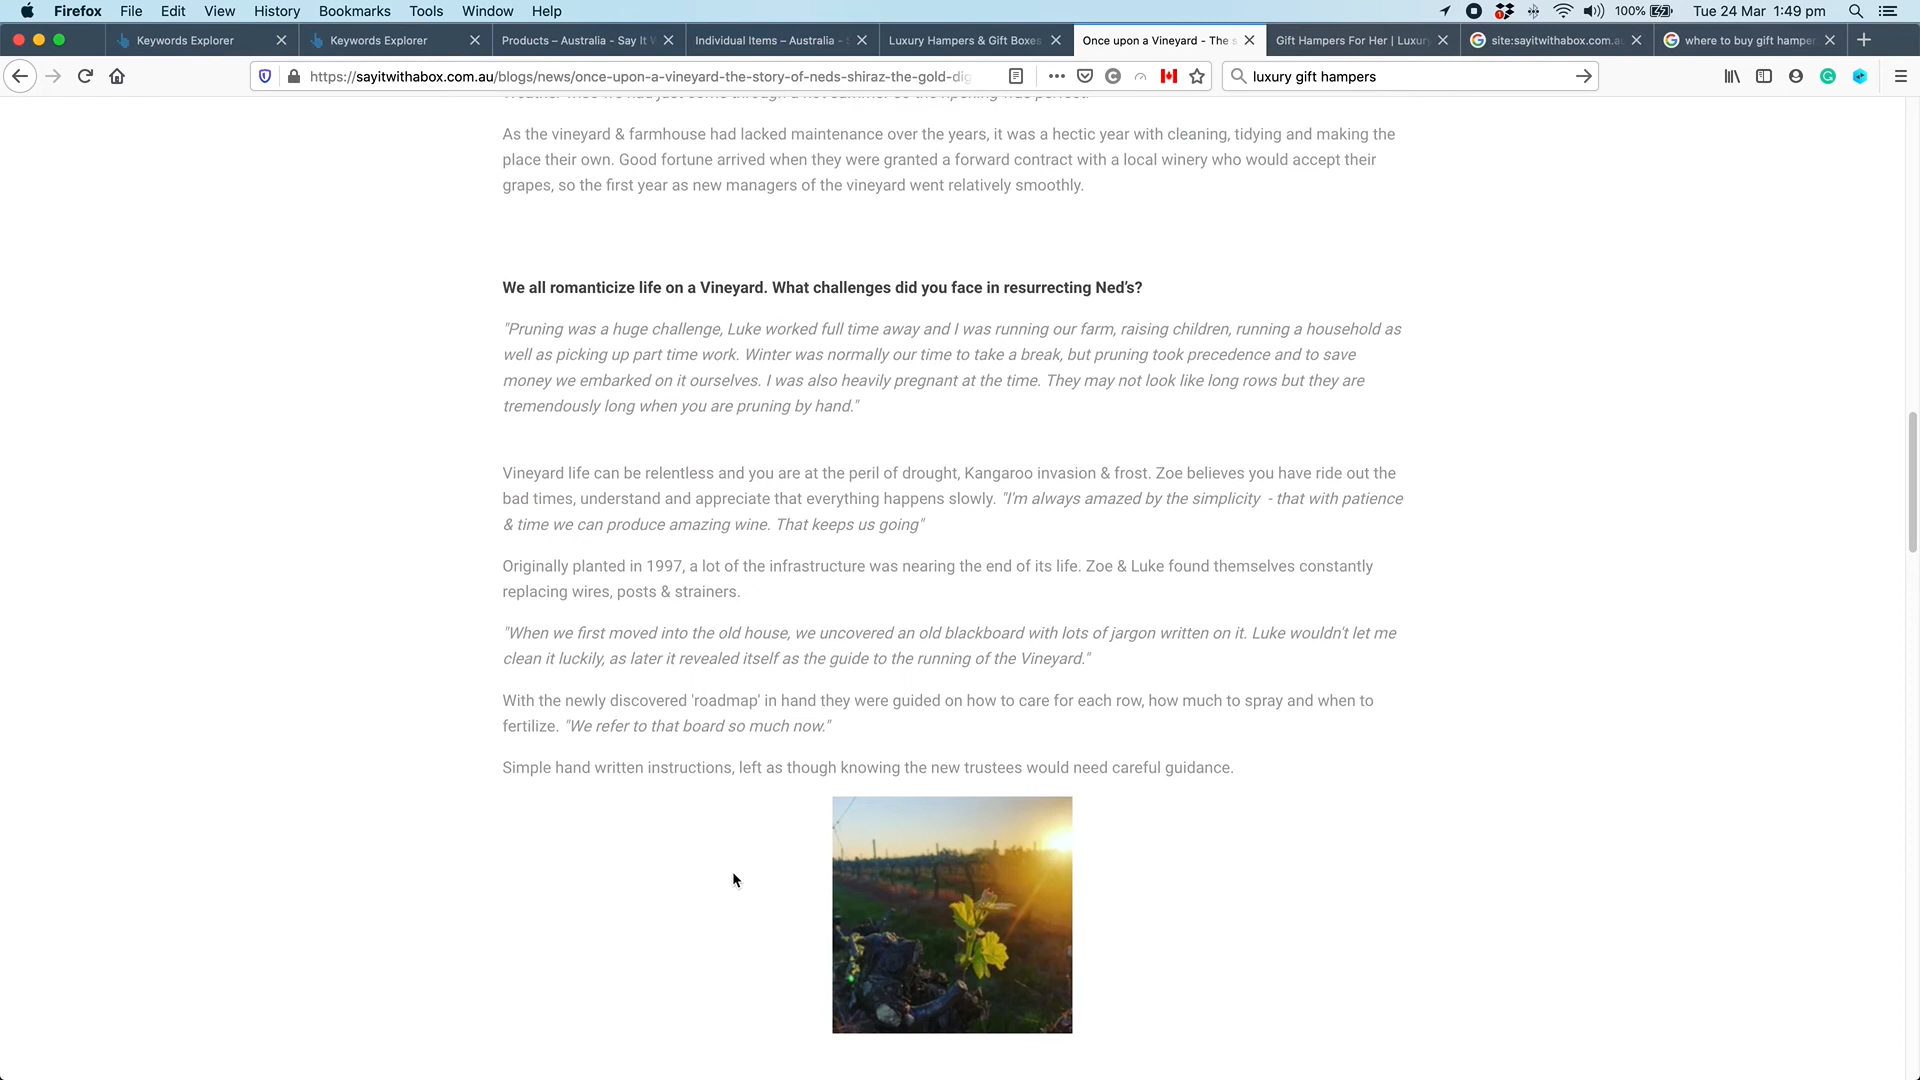 Firefox File Edit View History Bookmarks Tools Window Help 100% Tue 24 Mar 1:49 pm
Keywords Explorer Keywords Explorer Products – Australia - Say It W Individual Items – Australia - S Luxury Hampers & Gift Boxes Once upon a Vineyard - The s Gift Hampers For Her | Luxur site:sayitwithabox.com.a where to buy gift hamper
https://sayitwithabox.com.au/blogs/news/once-upon-a-vineyard-the-story-of-neds-shiraz-the-gold-dig luxury gift hampers
As the vineyard & farmhouse had lacked maintenance over the years, it was a hectic year with cleaning, tidying and making the
place their own. Good fortune arrived when they were granted a forward contract with a local winery who would accept their
grapes, so the first year as new managers of the vineyard went relatively smoothly.
We all romanticize life on a Vineyard. What challenges did you face in resurrecting Ned's?
"Pruning was a huge challenge, Luke worked full time away and I was running our farm, raising children, running a household as
well as picking up part time work. Winter was normally our time to take a break, but pruning took precedence and to save
money we embarked on it ourselves. I was also heavily pregnant at the time. They may not look like long rows but they are
tremendously long when you are pruning by hand."
Vineyard life can be relentless and you are at the peril of drought, Kangaroo invasion & frost. Zoe believes you have ride out the
bad times, understand and appreciate that everything happens slowly. "I'm always amazed by the simplicity - that with patience
& time we can produce amazing wine. That keeps us going"
Originally planted in 1997, a lot of the infrastructure was nearing the end of its life. Zoe & Luke found themselves constantly
replacing wires, posts & strainers.
"When we first moved into the old house, we uncovered an old blackboard with lots of jargon written on it. Luke wouldn't let me
clean it luckily, as later it revealed itself as the guide to the running of the Vineyard."
With the newly discovered 'roadmap' in hand they were guided on how to care for each row, how much to spray and when to
fertilize. "We refer to that board so much now."
Simple hand written instructions, left as though knowing the new trustees would need careful guidance.